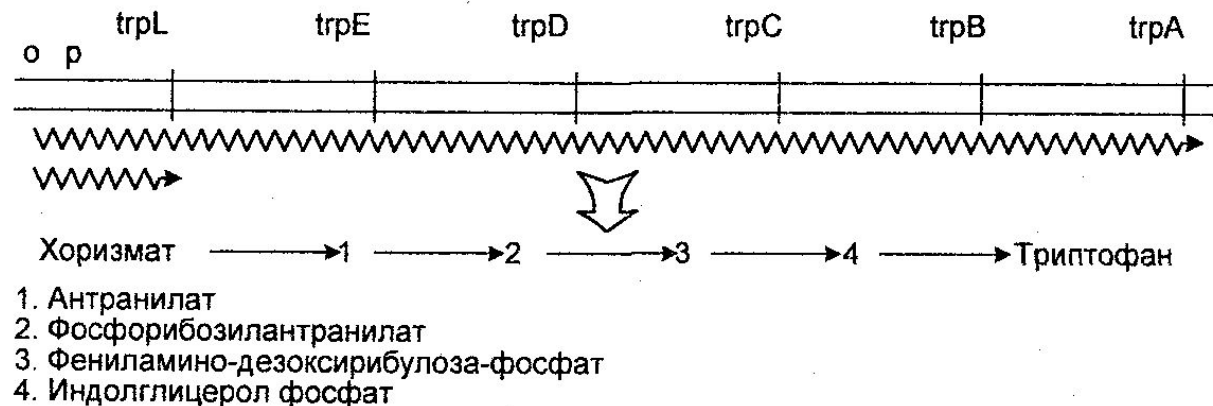 trpL trpE trpD trpC trpB trpA
o p
Хоризмат 1 2 3 4 Триптофан
1. Антранилат
2. Фосфорибозилантранилат
3. Фениламино-дезоксирибулоза-фосфат
4. Индолглицерол фосфат